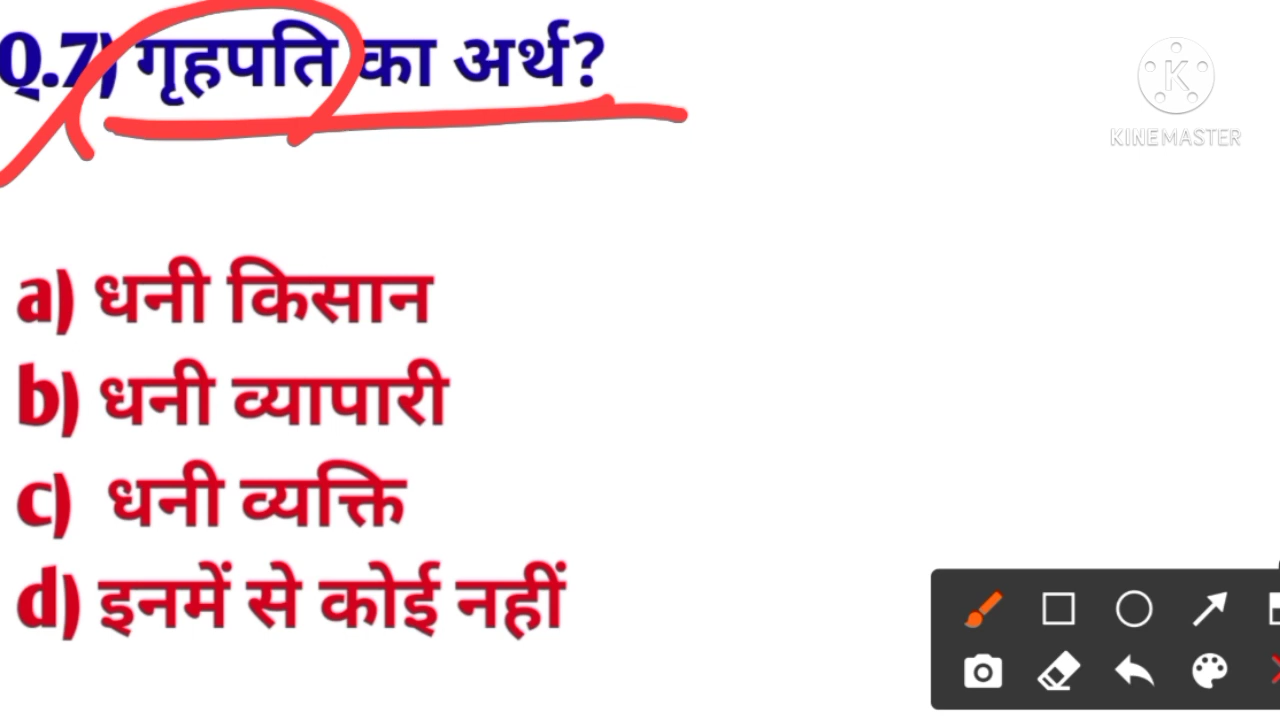 Q.7) गृहपति का अर्थ?
KINEMASTER
a) धनी किसान
b) धनी व्यापारी
c) धनी व्यक्ति
d) इनमें से कोई नहीं